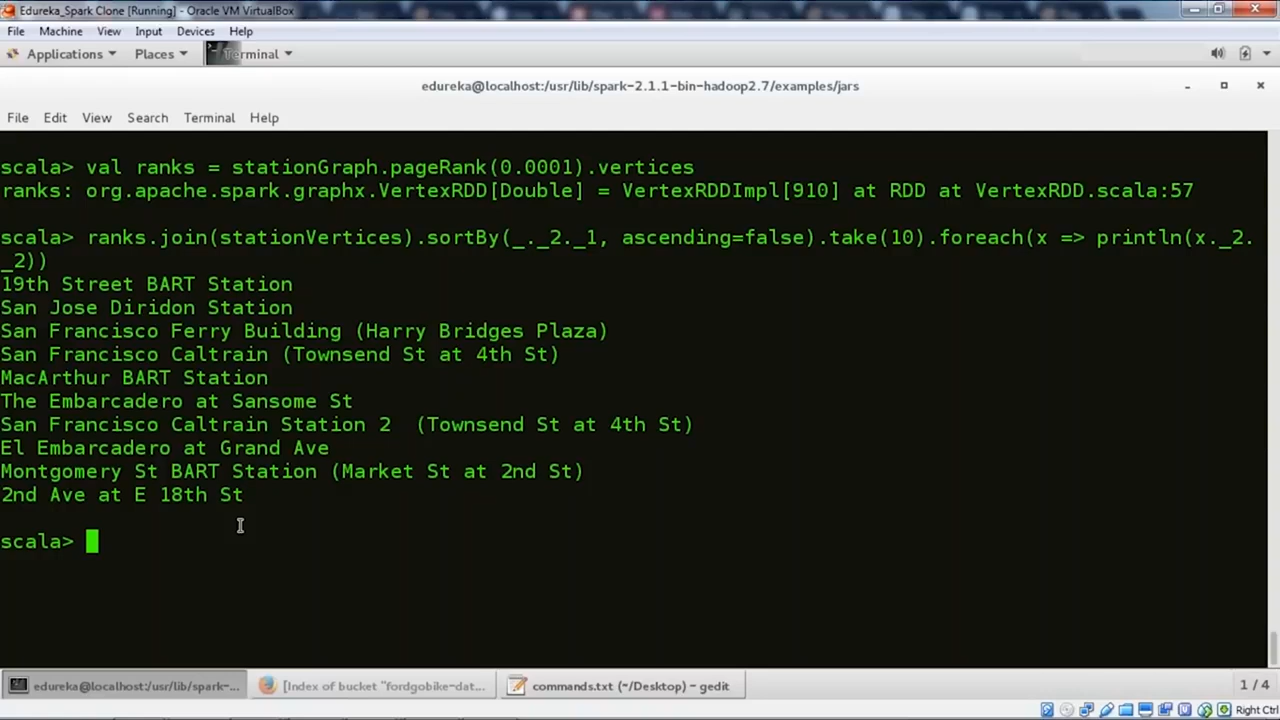 Edureka_Spark Clone [Running] - Oracle VM VirtualBox
File Machine View Input Devices Help
Applications Places Terminal
edureka@localhost:/usr/lib/spark-2.1.1-bin-hadoop2.7/examples/jars
File Edit View Search Terminal Help
scala> val ranks = stationGraph.pageRank(0.0001).vertices
ranks: org.apache.spark.graphx.VertexRDD[Double] = VertexRDDImpl[910] at RDD at VertexRDD.scala:57
scala> ranks.join(stationVertices).sortBy(_._2._1, ascending=false).take(10).foreach(x => println(x._2.
_2))
19th Street BART Station
San Jose Diridon Station
San Francisco Ferry Building (Harry Bridges Plaza)
San Francisco Caltrain (Townsend St at 4th St)
MacArthur BART Station
The Embarcadero at Sansome St
San Francisco Caltrain Station 2  (Townsend St at 4th St)
El Embarcadero at Grand Ave
Montgomery St BART Station (Market St at 2nd St)
2nd Ave at E 18th St
scala>
edureka@localhost:/usr/lib/spark-... [Index of bucket "fordgobike-dat... commands.txt (~/Desktop) - gedit 1 / 4
Right Ctrl